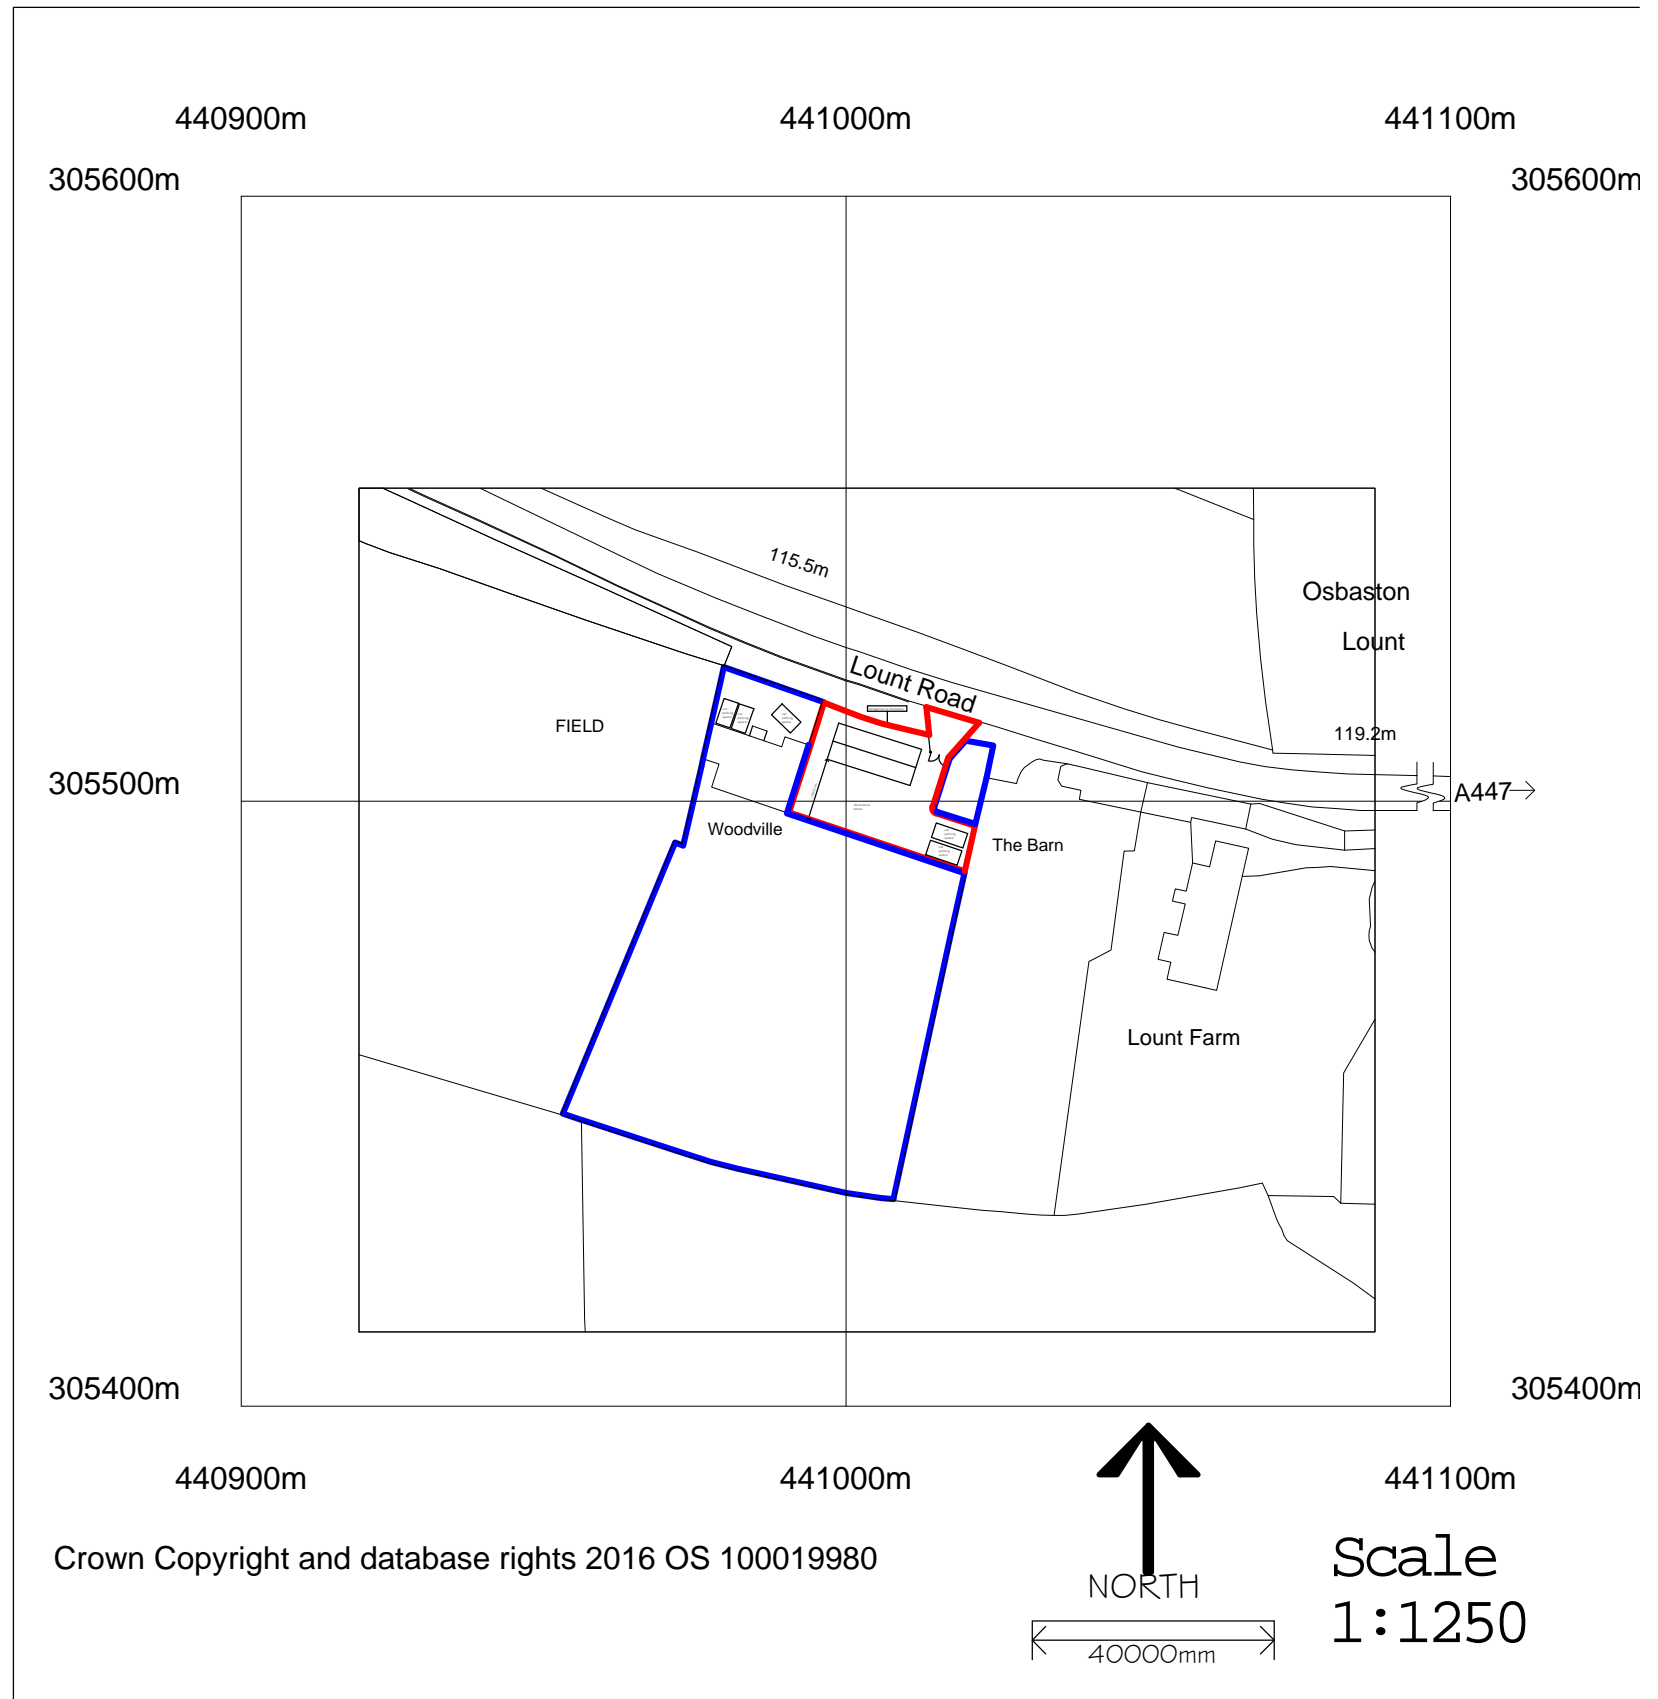 440900m 441000m 441100m
305600m 305600m
115.5m
Osbaston
Lount
Lount Road
FIELD
119.2m
305500m
A447
Woodville
The Barn
Lount Farm
305400m 305400m
440900m 441000m 441100m
Crown Copyright and database rights 2016 OS 100019980
NORTH
40000mm
Scale
1:1250